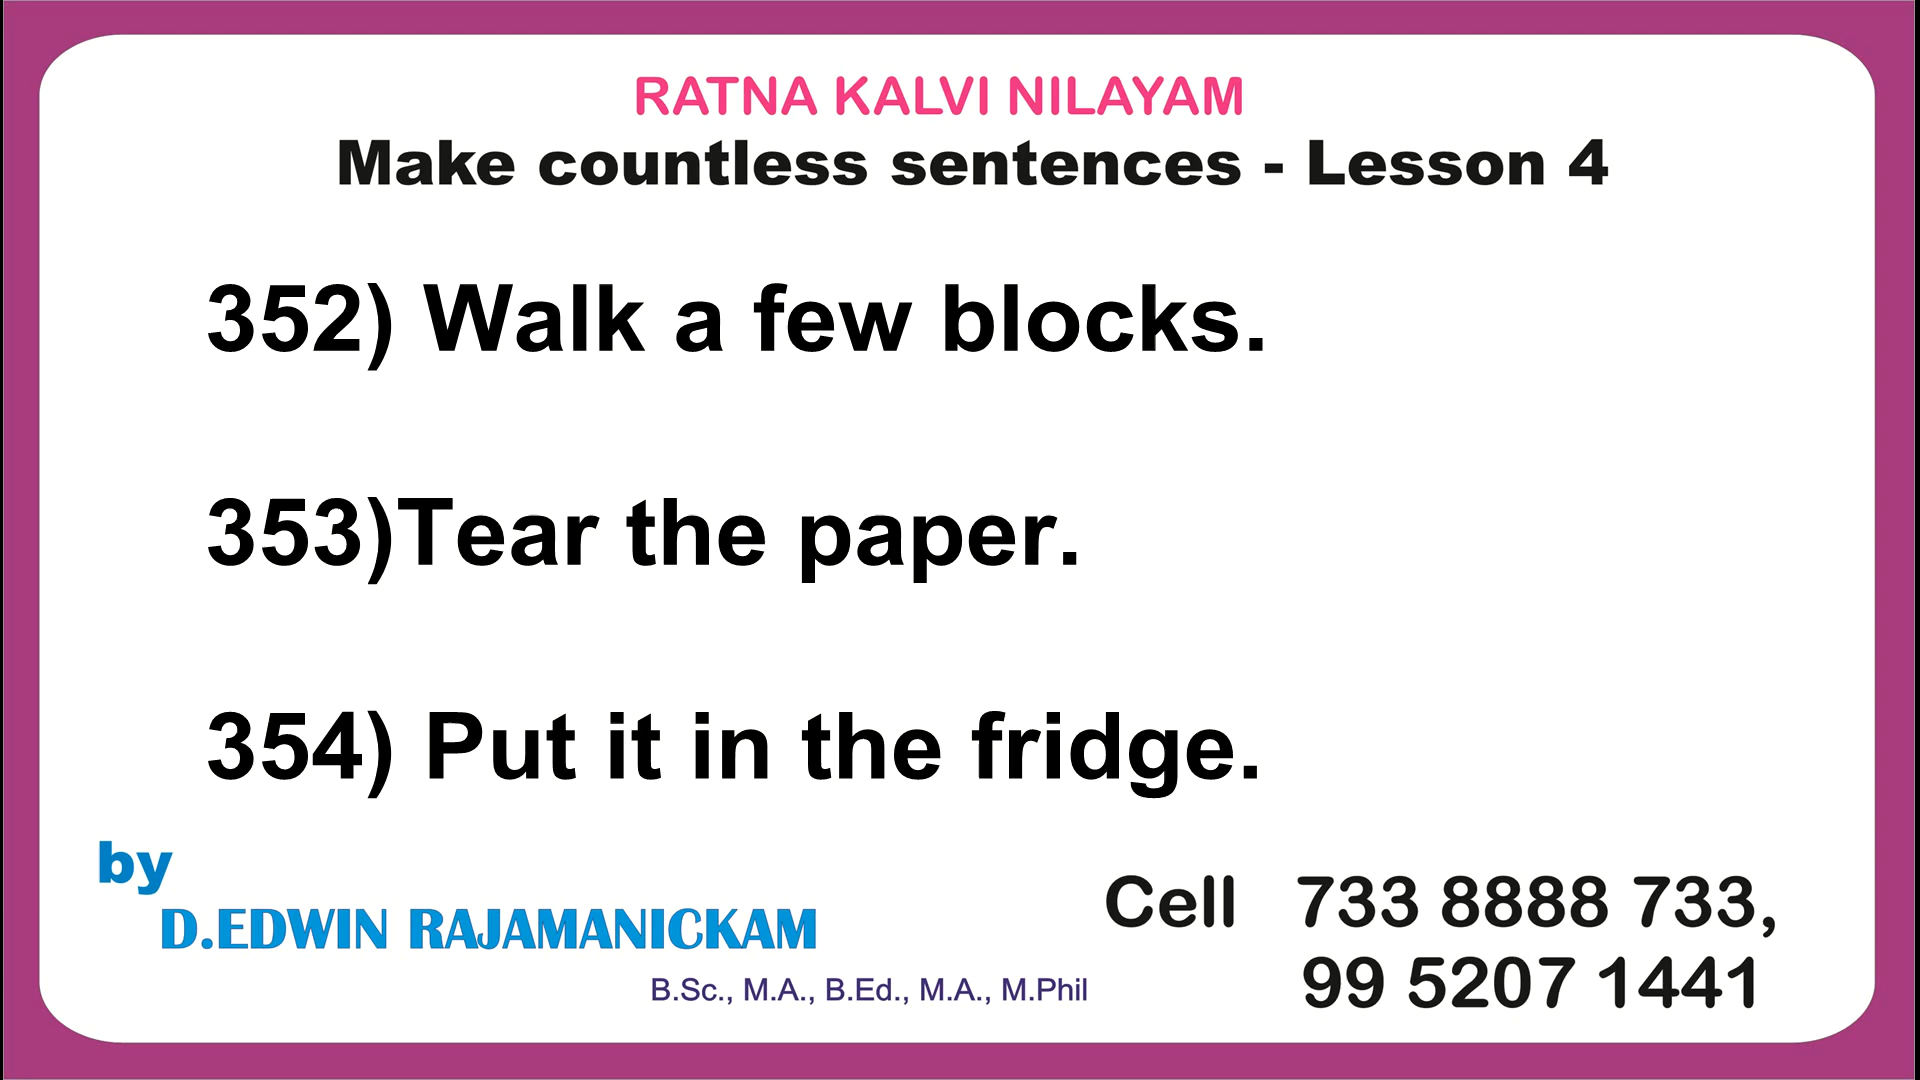 RATNA KALVI NILAYAM
Make countless sentences - Lesson 4
352) Walk a few blocks.
353)Tear the paper.
354) Put it in the fridge.
by
D.EDWIN RAJAMANICKAM
B.Sc., M.A., B.Ed., M.A., M.Phil
Cell 733 8888 733,
99 5207 1441